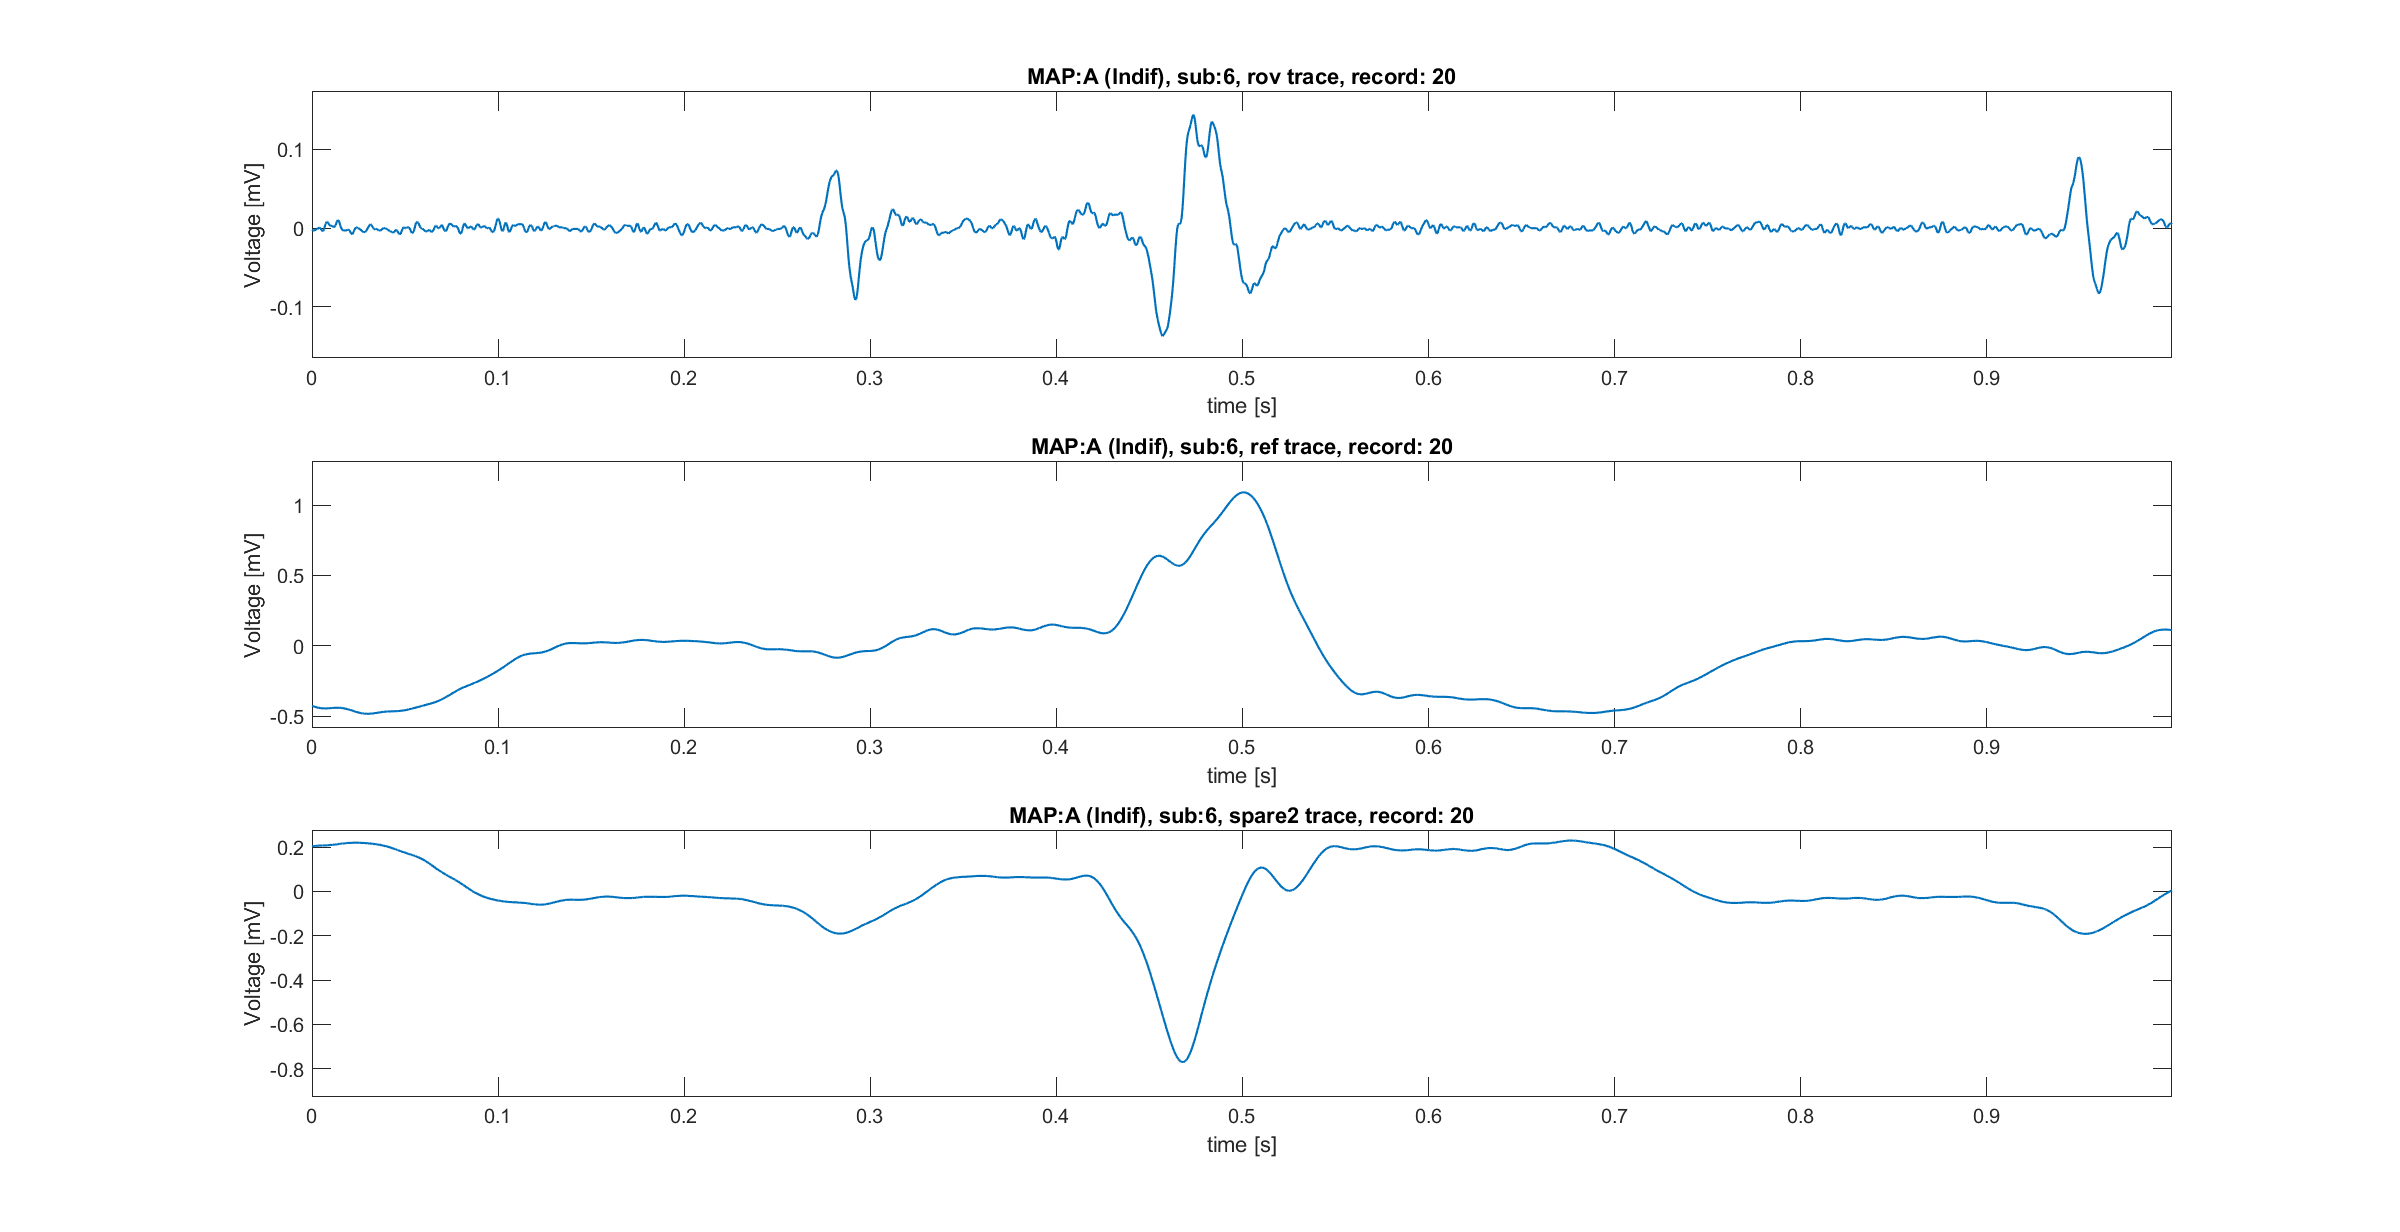 MAP:A (Indif), sub:6, rov trace, record: 20
Voltage [mV]
0.1
0
-0.1
0 0.1 0.2 0.3 0.4 0.5 0.6 0.7 0.8 0.9
time [s]
MAP:A (Indif), sub:6, ref trace, record: 20
Voltage [mV]
1
0.5
0
-0.5
0 0.1 0.2 0.3 0.4 0.5 0.6 0.7 0.8 0.9
time [s]
MAP:A (Indif), sub:6, spare2 trace, record: 20
Voltage [mV]
0.2
0
-0.2
-0.4
-0.6
-0.8
0 0.1 0.2 0.3 0.4 0.5 0.6 0.7 0.8 0.9
time [s]